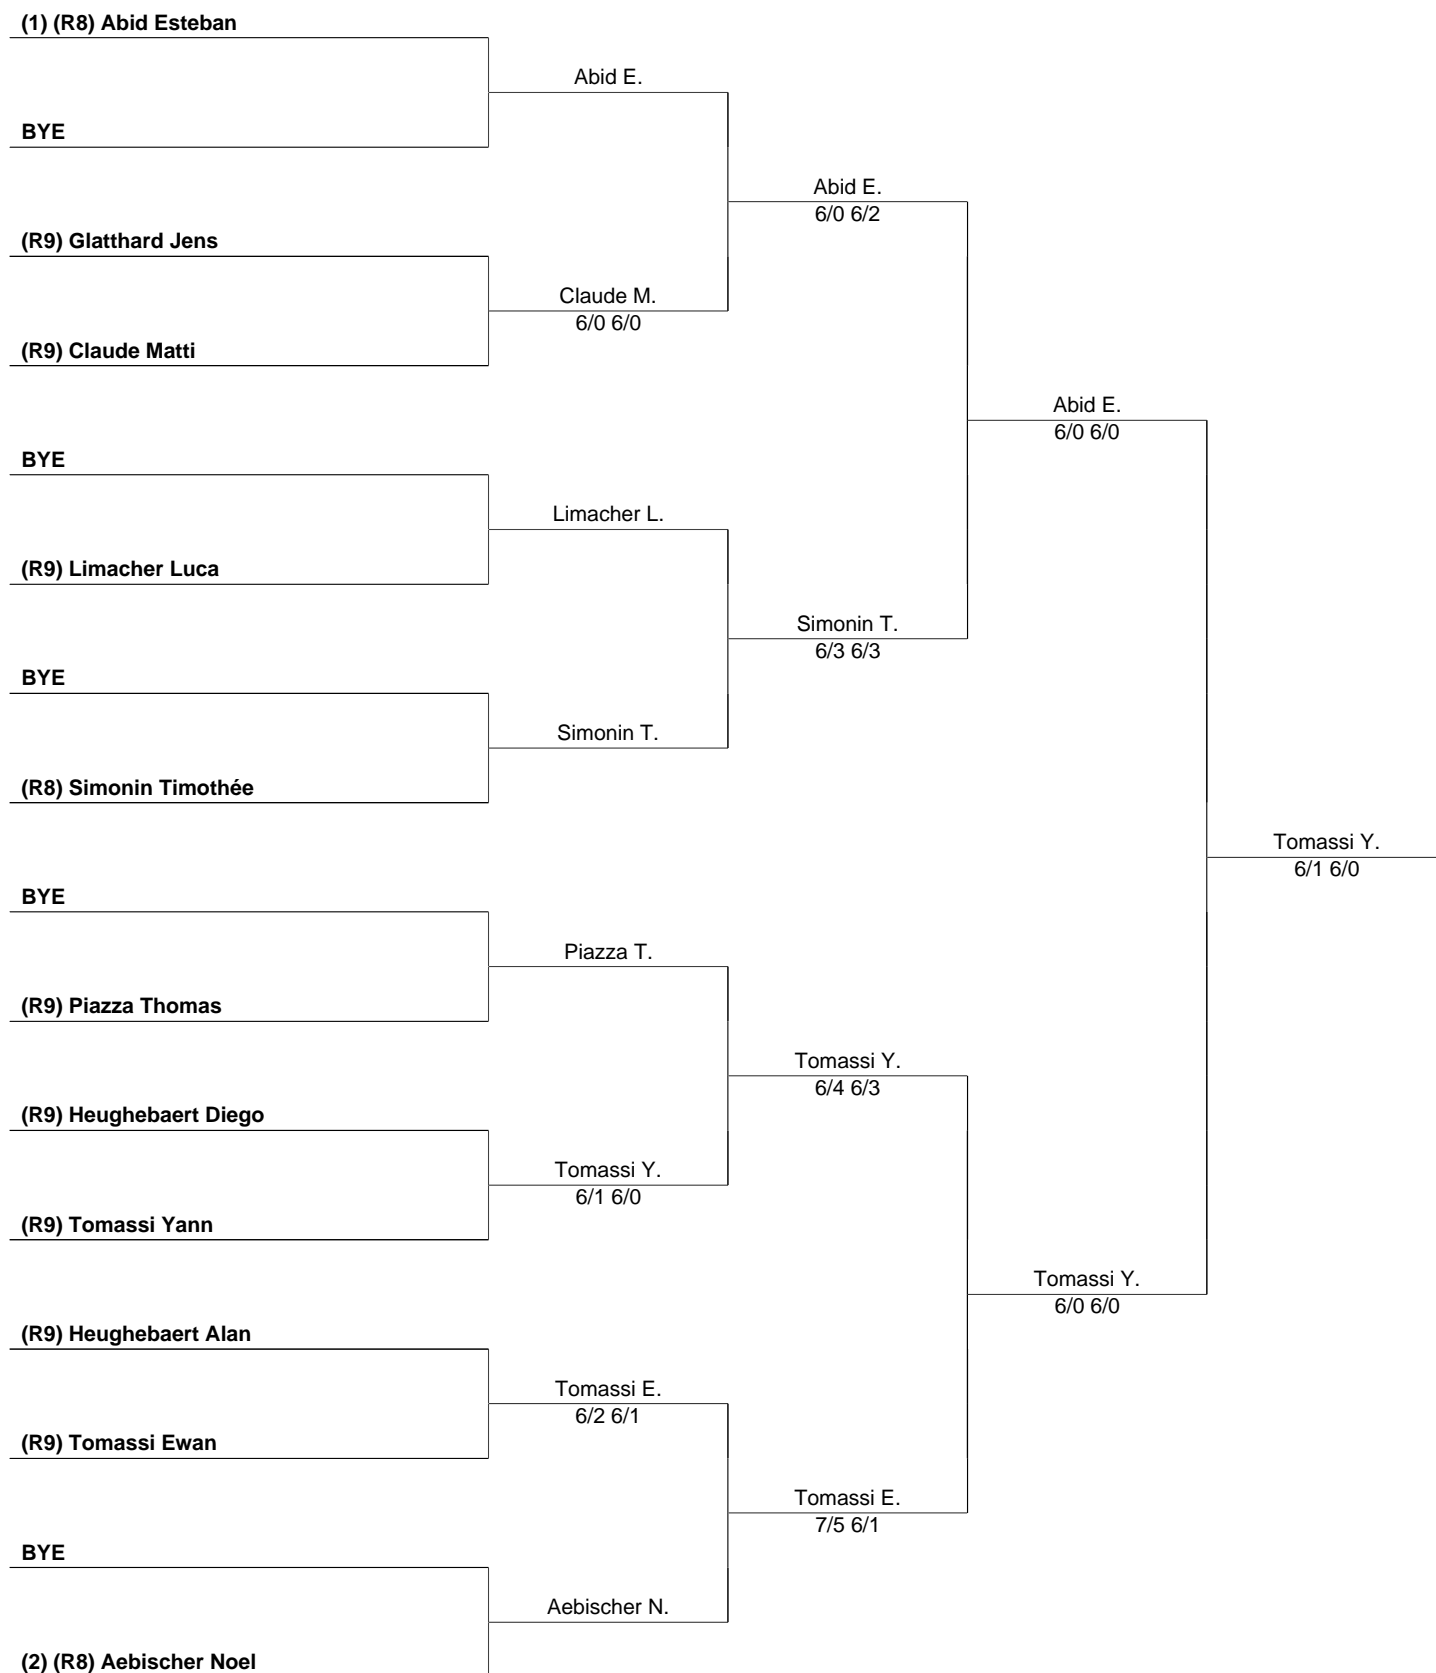 (1) (R8) Abid Esteban
Abid E.
BYE
Abid E.
6/0 6/2
(R9) Glatthard Jens
Claude M.
6/0 6/0
(R9) Claude Matti
Abid E.
6/0 6/0
BYE
Limacher L.
(R9) Limacher Luca
Simonin T.
6/3 6/3
BYE
Simonin T.
(R8) Simonin Timothée
Tomassi Y.
6/1 6/0
BYE
Piazza T.
(R9) Piazza Thomas
Tomassi Y.
6/4 6/3
(R9) Heughebaert Diego
Tomassi Y.
6/1 6/0
(R9) Tomassi Yann
Tomassi Y.
6/0 6/0
(R9) Heughebaert Alan
Tomassi E.
6/2 6/1
(R9) Tomassi Ewan
Tomassi E.
7/5 6/1
BYE
Aebischer N.
(2) (R8) Aebischer Noel